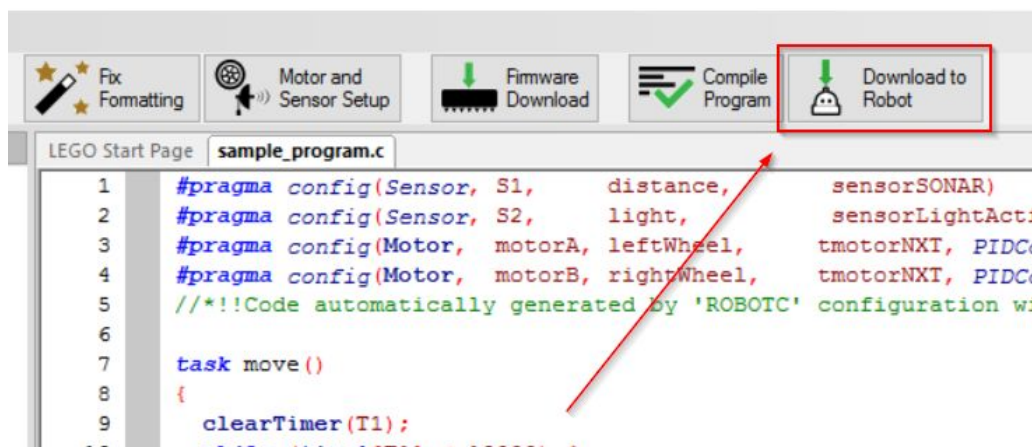 Fix
Formatting
Motor and
Sensor Setup
Firmware
Download
Compile
Program
Download to
Robot
LEGO Start Page
sample_program.c
1 #pragma config(Sensor, S1, distance, sensorSONAR)
2 #pragma config(Sensor, S2, light, sensorLightActi
3 #pragma config(Motor, motorA, leftWheel, tmotorNXT, PIDCo
4 #pragma config(Motor, motorB, rightWheel, tmotorNXT, PIDCo
5 //*!!Code automatically generated by 'ROBOTC' configuration wi
6
7 task move()
8 {
9 clearTimer(T1);